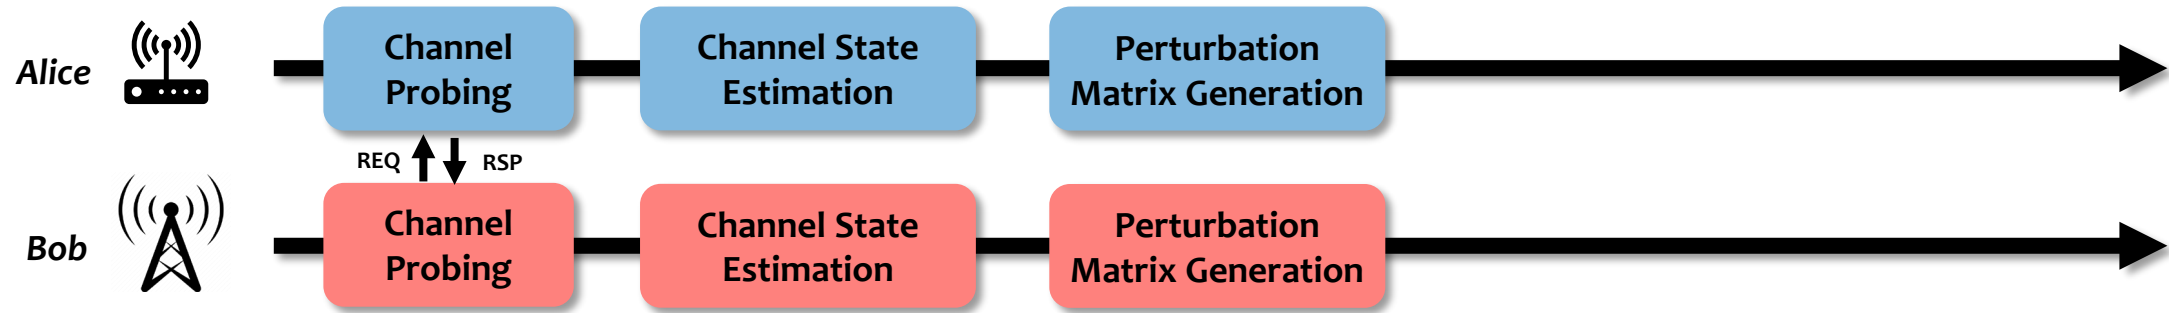 Alice
Channel
Probing
Channel State
Estimation
Perturbation
Matrix Generation
REQ
RSP
Bob
Channel
Probing
Channel State
Estimation
Perturbation
Matrix Generation